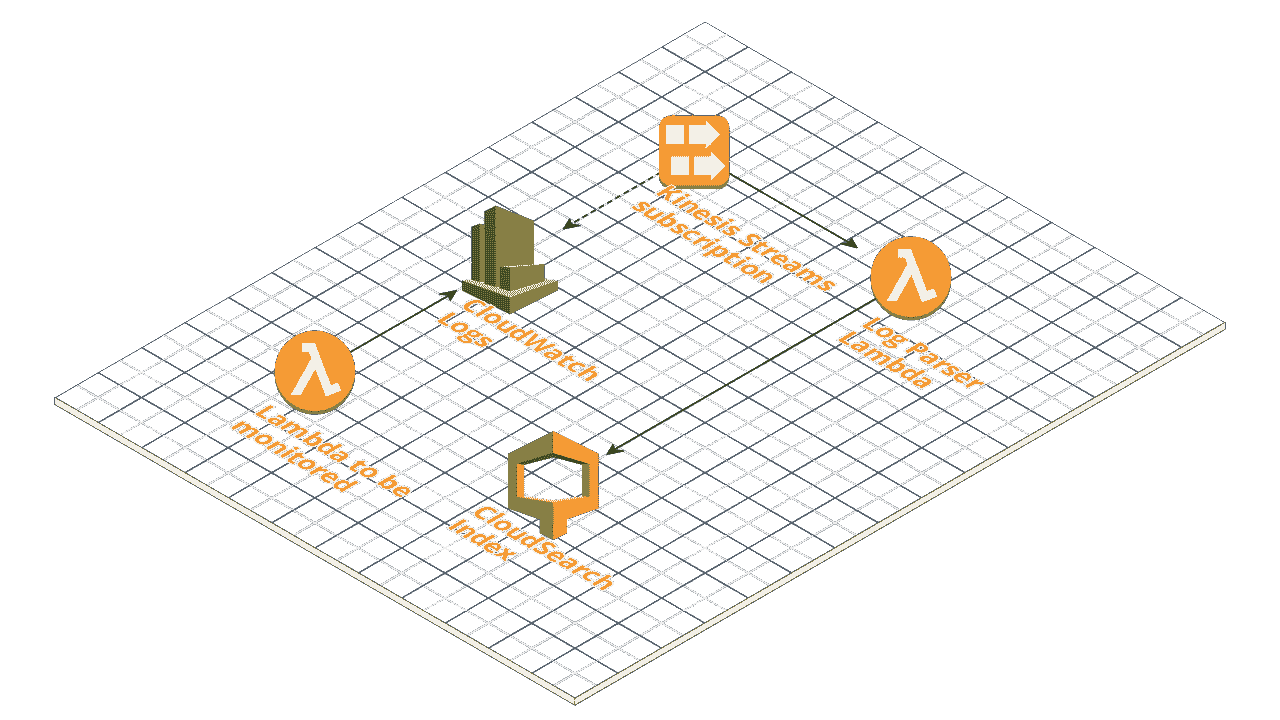 Kinesis Streams
subscription
CloudWatch
Logs
Log Parser
Lambda
Lambda to be
monitored
CloudSearch
Index